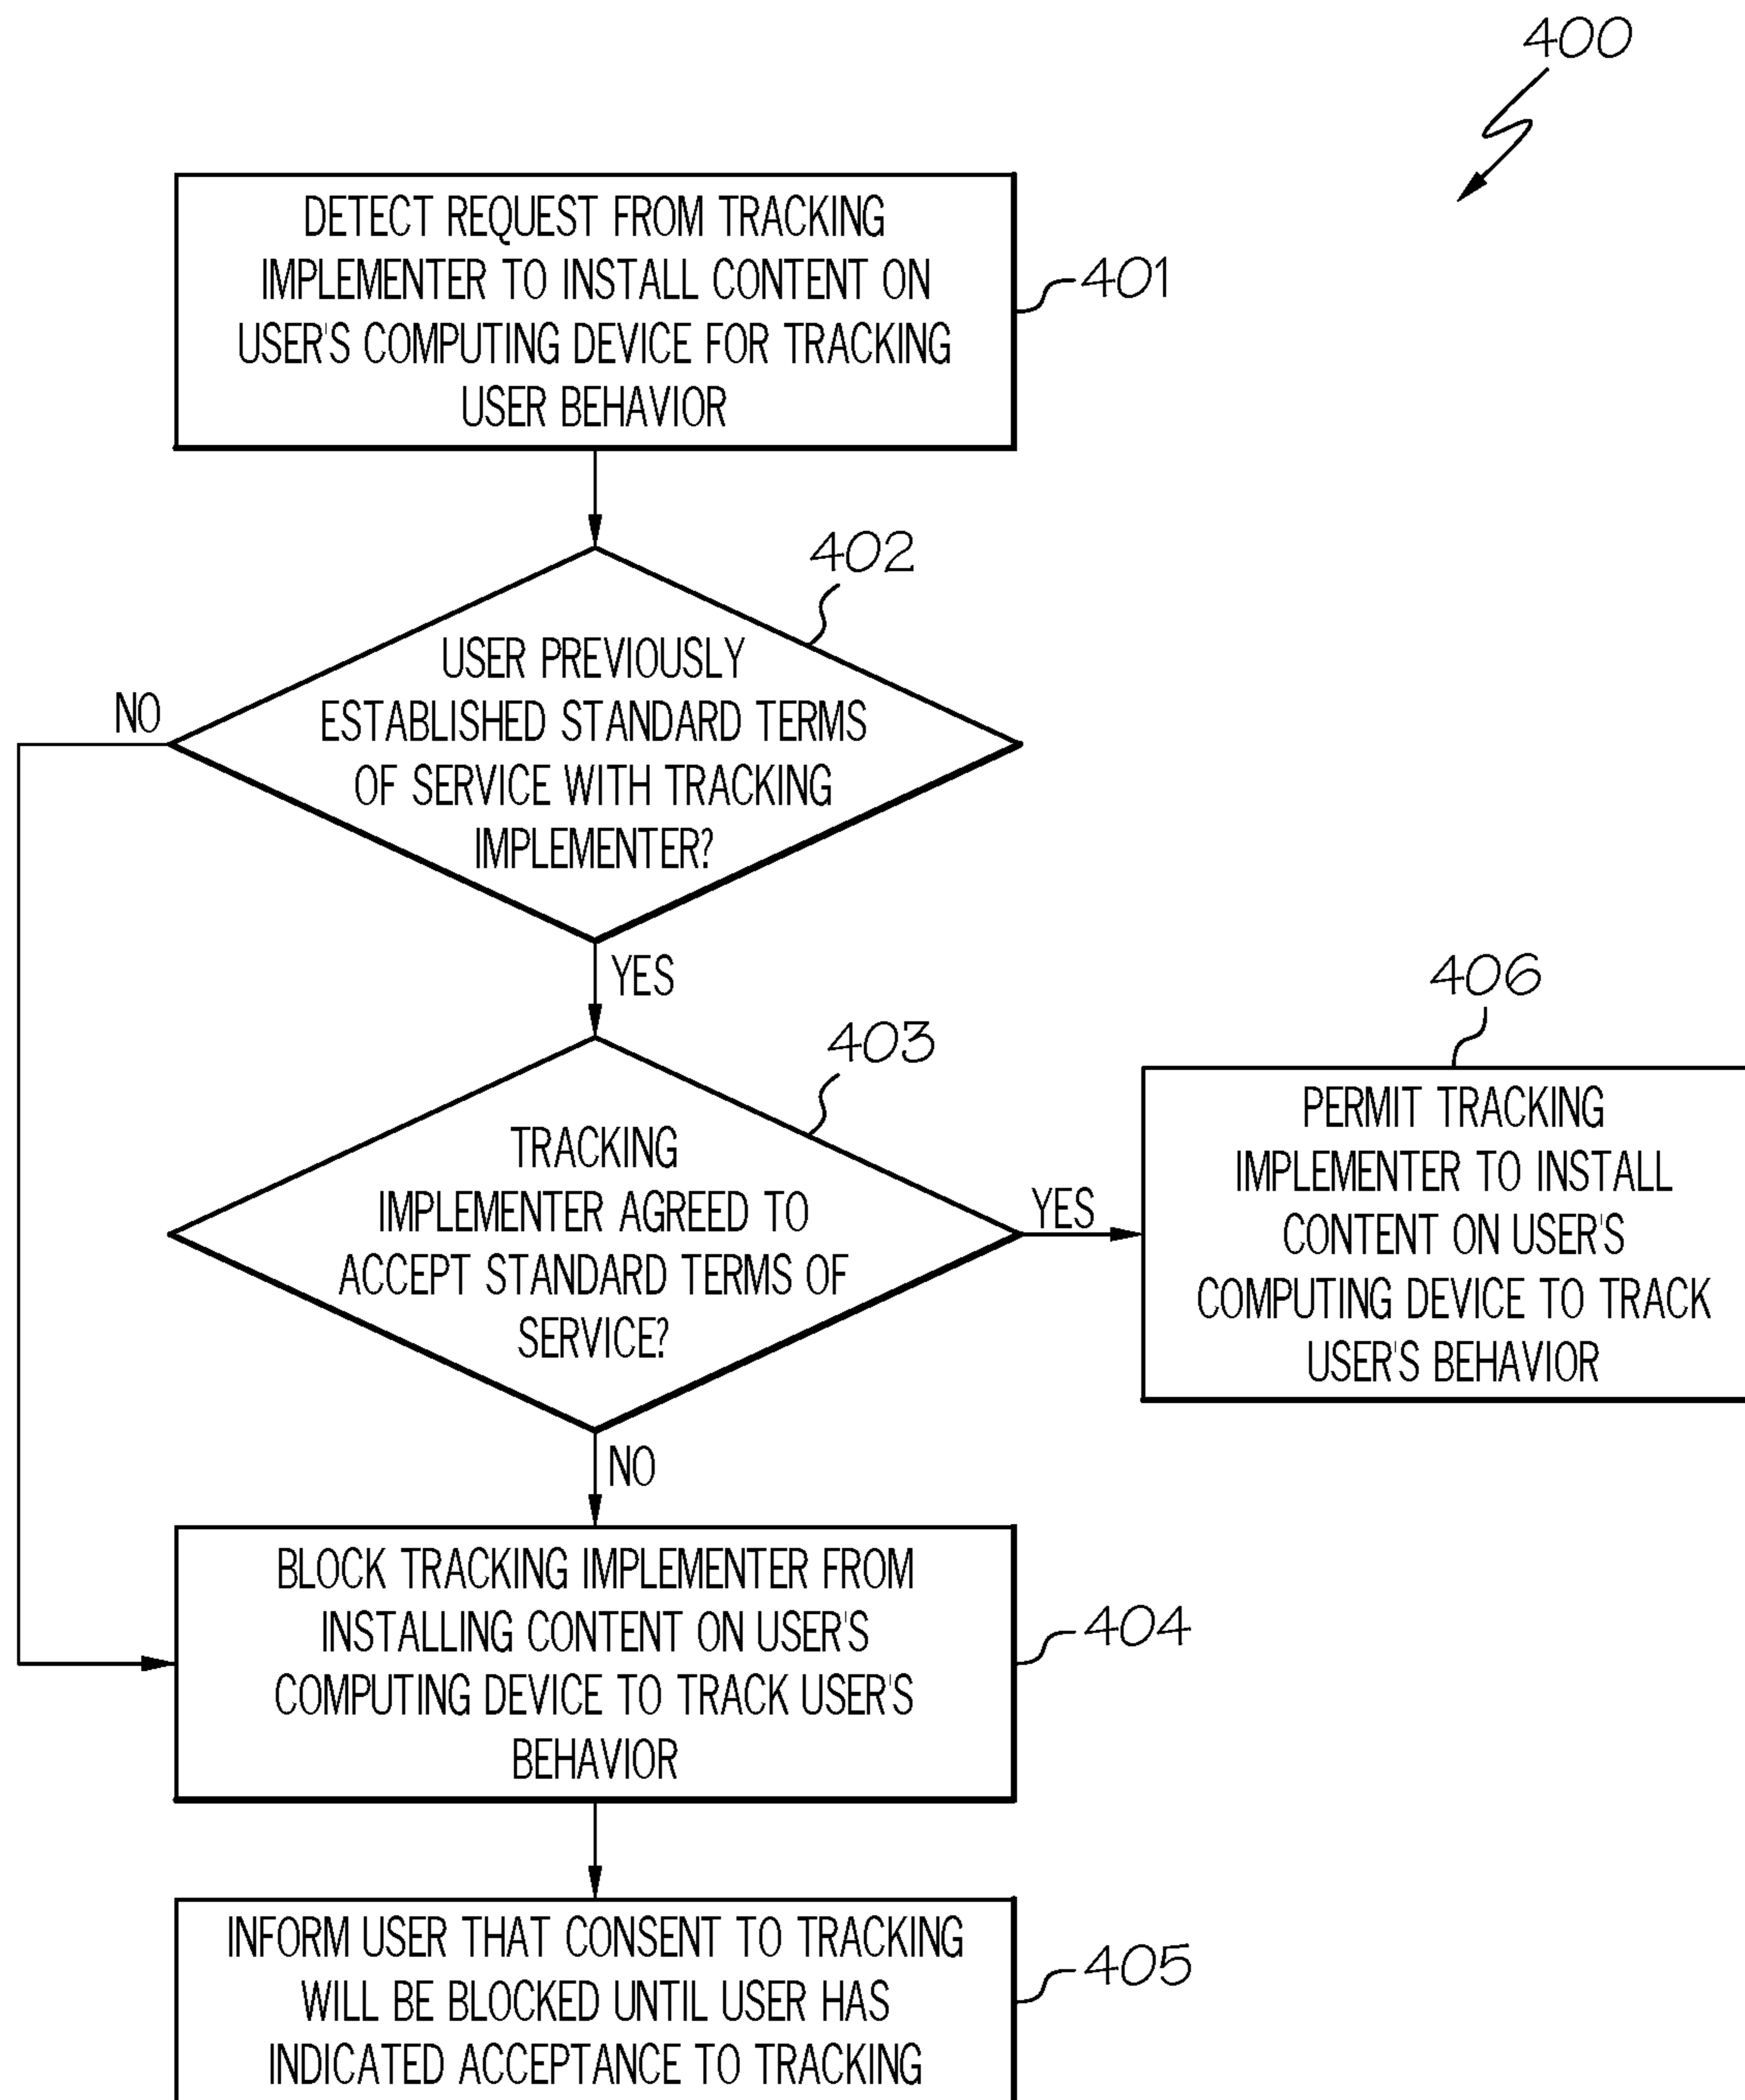 400
DETECT REQUEST FROM TRACKING
IMPLEMENTER TO INSTALL CONTENT ON
USER'S COMPUTING DEVICE FOR TRACKING
USER BEHAVIOR
401
402
USER PREVIOUSLY
ESTABLISHED STANDARD TERMS
OF SERVICE WITH TRACKING
IMPLEMENTER?
NO
YES
403
TRACKING
IMPLEMENTER AGREED TO
ACCEPT STANDARD TERMS OF
SERVICE?
YES
406
PERMIT TRACKING
IMPLEMENTER TO INSTALL
CONTENT ON USER'S
COMPUTING DEVICE TO TRACK
USER'S BEHAVIOR
NO
BLOCK TRACKING IMPLEMENTER FROM
INSTALLING CONTENT ON USER'S
COMPUTING DEVICE TO TRACK USER'S
BEHAVIOR
404
INFORM USER THAT CONSENT TO TRACKING
WILL BE BLOCKED UNTIL USER HAS
INDICATED ACCEPTANCE TO TRACKING
405